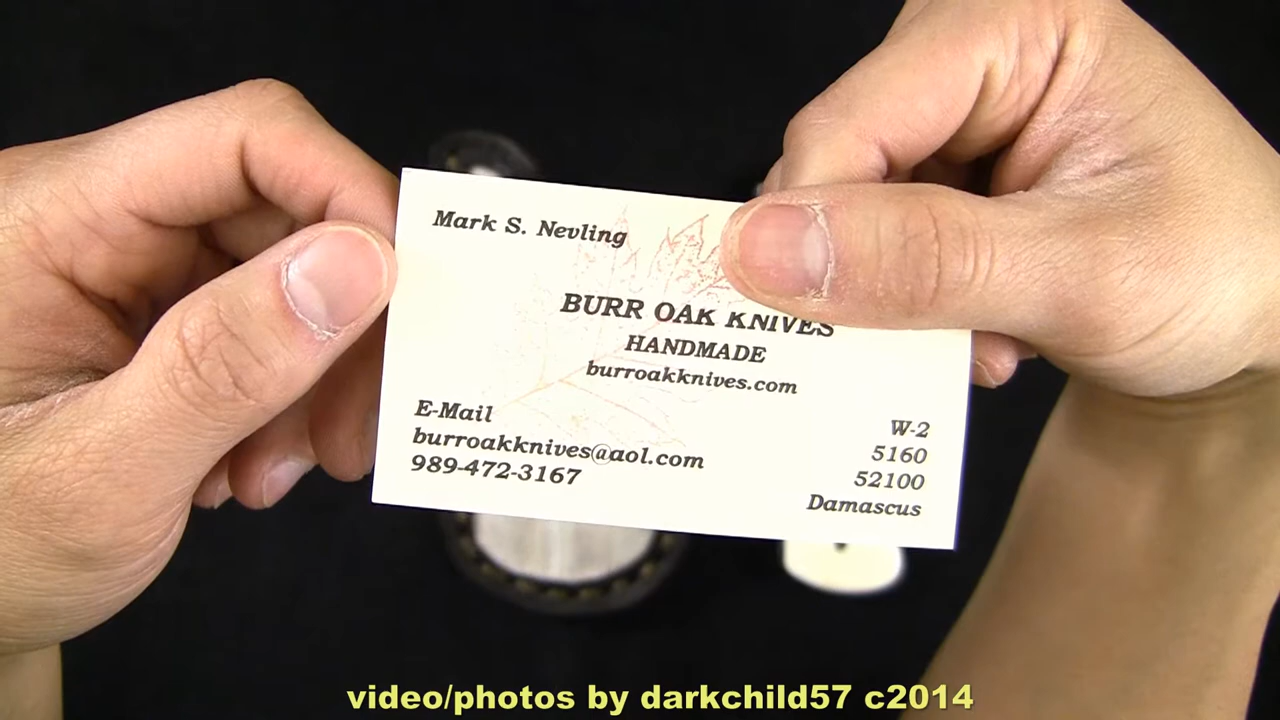 Mark S. Nevling
BURR OAK KNIVES
HANDMADE
burroakknives.com
E-Mail
burroakknives@aol.com
989-472-3167
W-2
5160
52100
Damascus
video/photos by darkchild57 c2014